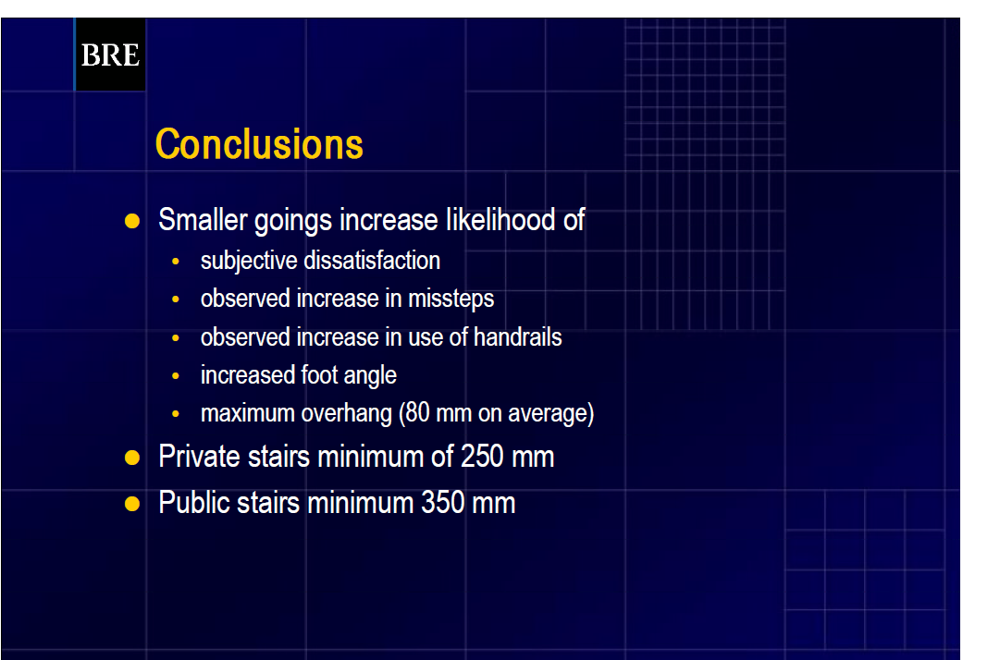 BRE
Conclusions
Smaller goings increase likelihood of
subjective dissatisfaction
observed increase in missteps
observed increase in use of handrails
increased foot angle
maximum overhang (80 mm on average)
Private stairs minimum of 250 mm
Public stairs minimum 350 mm